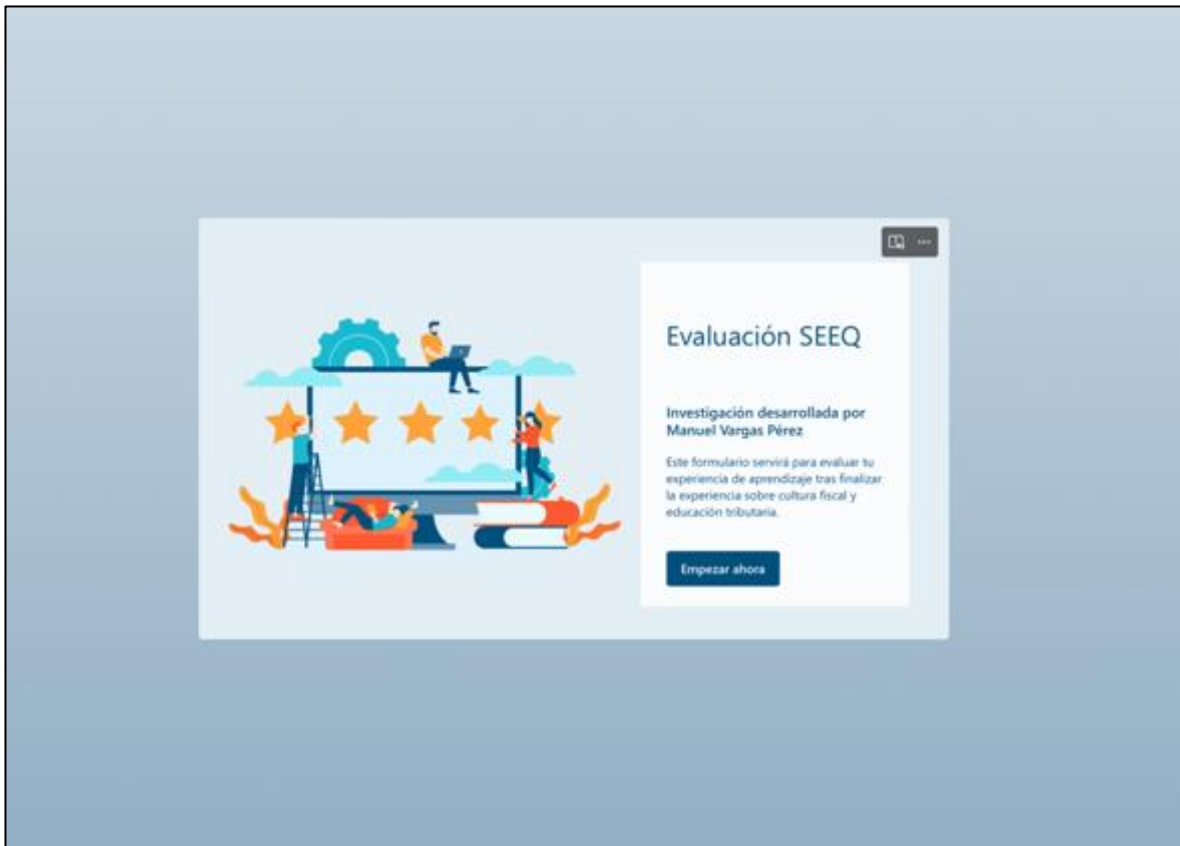 Evaluación SEEQ
Investigación desarrollada por
Manuel Vargas Pérez
Este formulario servirá para evaluar tu
experiencia de aprendizaje tras finalizar
la experiencia sobre cultura fiscal y
educación tributaria.
Empezar ahora